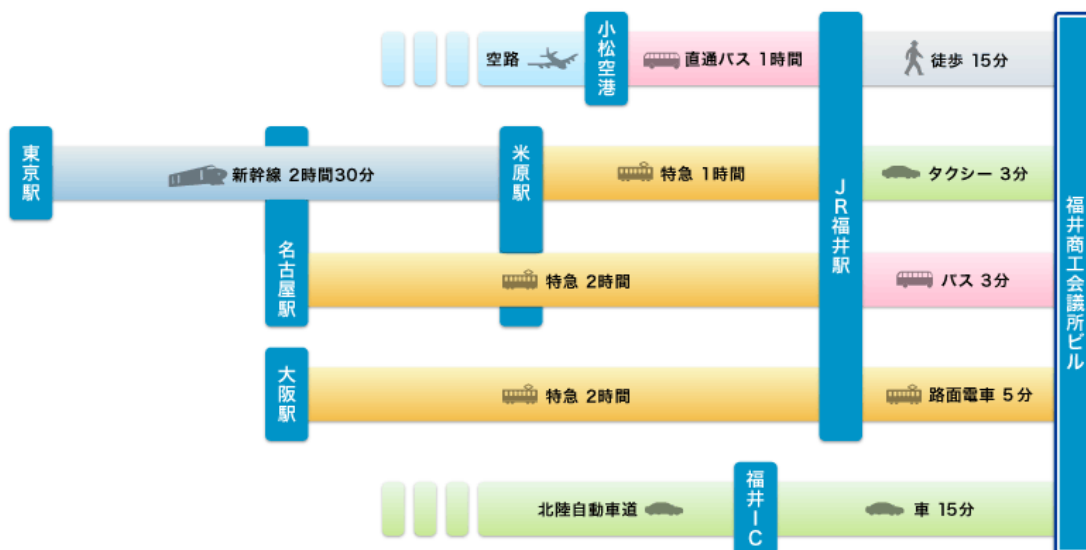 空路
小松空港
直通バス 1時間
徒歩 15分
東京駅
新幹線 2時間30分
米原駅
特急 1時間
JR福井駅
タクシー 3分
福井商工会議所ビル
名古屋駅
特急 2時間
バス 3分
大阪駅
特急 2時間
路面電車 5分
北陸自動車道
福井IC
車 15分